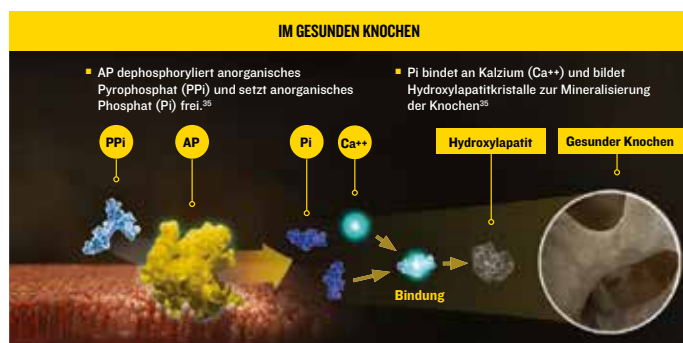 IM GESUNDEN KNOCHEN
▪ AP dephosphoryliert anorganisches
Pyrophosphat (PPi) und setzt anorganisches
Phosphat (Pi) frei.³⁵
▪ Pi bindet an Kalzium (Ca++) und bildet
Hydroxylapatitkristalle zur Mineralisierung
der Knochen³⁵
PPi
AP
Pi
Ca++
Hydroxylapatit
Gesunder Knochen
Bindung